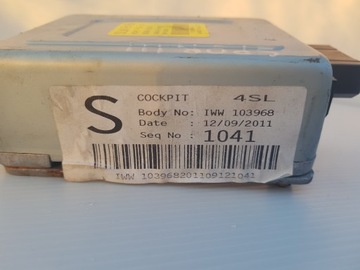 S
COCKPIT 4SL
Body No: IWW 103968
Date : 12/09/2011
Seq No : 1041
IWW 103968201109121041